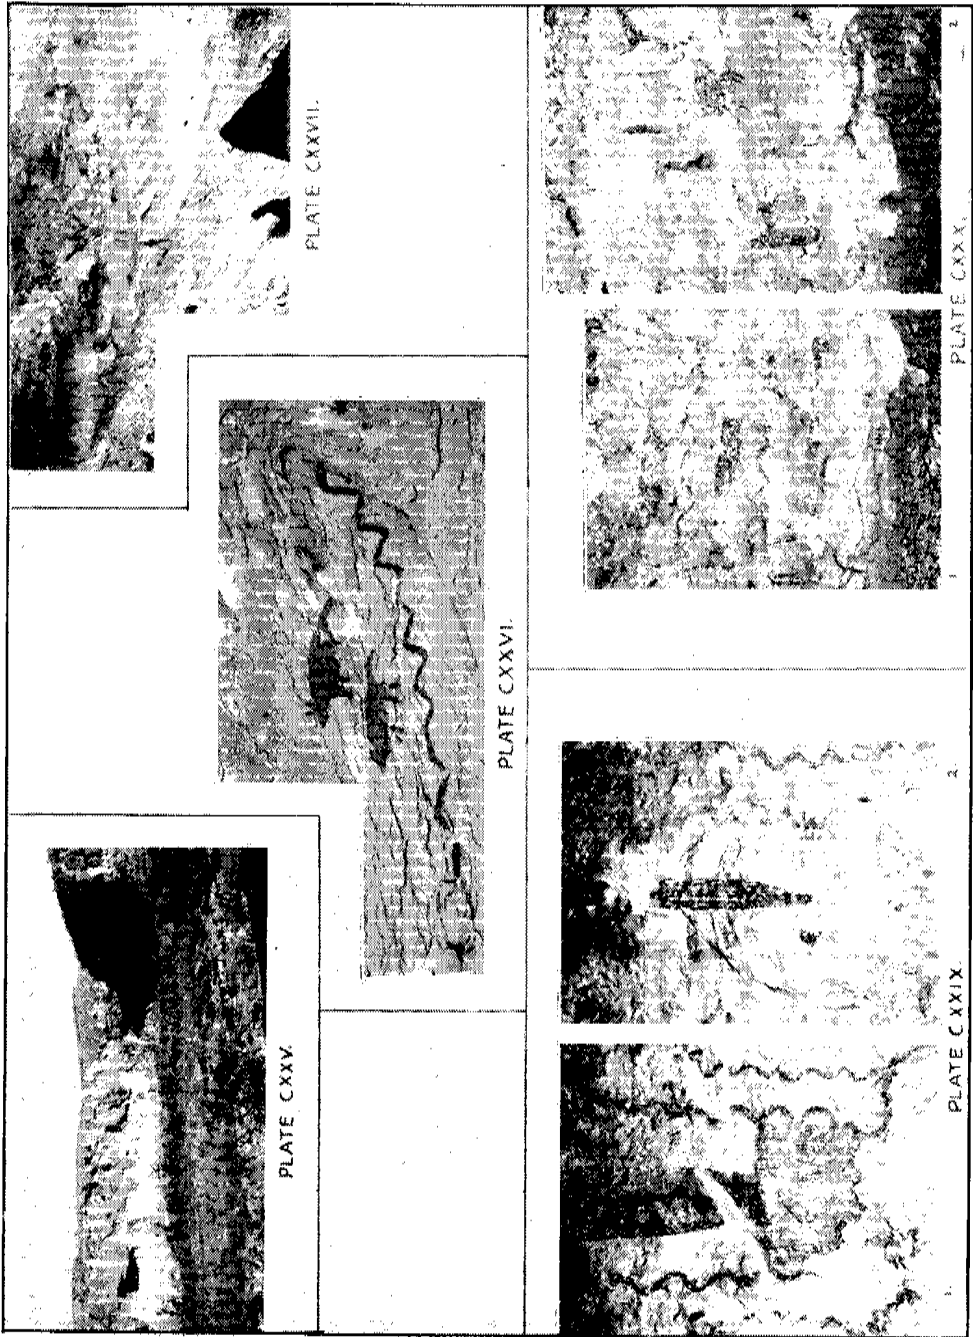 PLATE CXXV.
PLATE CXXVI.
PLATE CXXVII.
1.
2.
PLATE CXXIX.
1
2
PLATE CXXX.